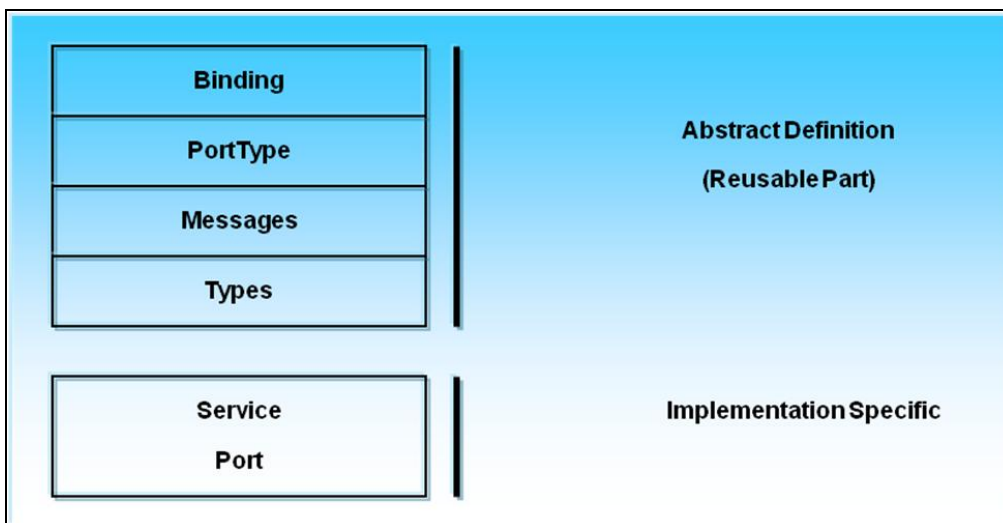 Binding
PortType
Messages
Types
Abstract Definition
(Reusable Part)
Service
Port
Implementation Specific